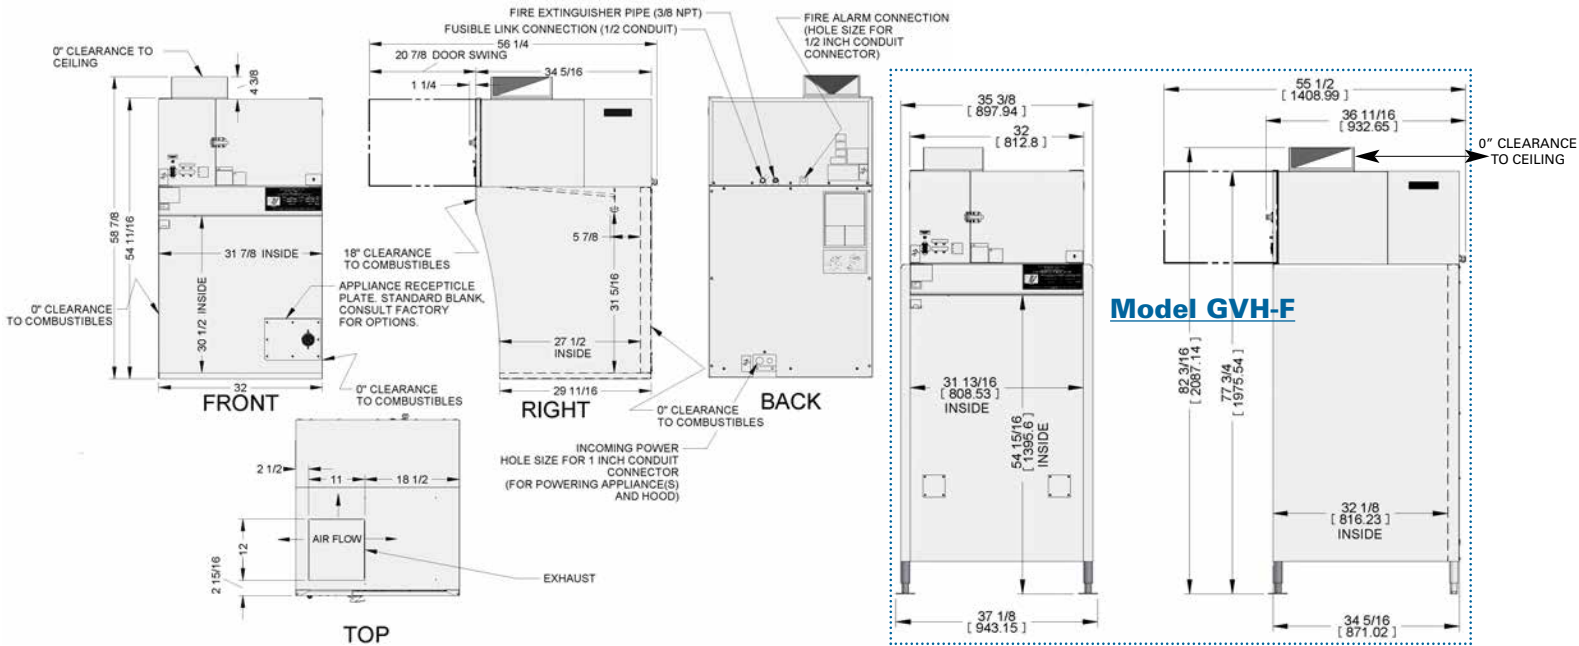 FIRE EXTINGUISHER PIPE (3/8 NPT)
FUSIBLE LINK CONNECTION (1/2 CONDUIT)
56 1/4
20 7/8 DOOR SWING
34 5/16
1 1/4
FIRE ALARM CONNECTION
(HOLE SIZE FOR
1/2 INCH CONDUIT
CONNECTOR)
0" CLEARANCE TO
CEILING
4 3/8
58 7/8
54 11/16
31 7/8 INSIDE
30 1/2 INSIDE
0" CLEARANCE
TO COMBUSTIBLES
32
FRONT
0" CLEARANCE
TO COMBUSTIBLES
18" CLEARANCE
TO COMBUSTIBLES
APPLIANCE RECEPTICLE
PLATE. STANDARD BLANK,
CONSULT FACTORY
FOR OPTIONS.
5 7/8
31 5/16
27 1/2
INSIDE
29 11/16
RIGHT
0" CLEARANCE
TO COMBUSTIBLES
BACK
INCOMING POWER
HOLE SIZE FOR 1 INCH CONDUIT
CONNECTOR
(FOR POWERING APPLIANCE(S)
AND HOOD)
2 1/2
11
18 1/2
AIR FLOW
12
2 15/16
EXHAUST
TOP
35 3/8
[ 897.94 ]
32
[ 812.8 ]
31 13/16
[ 808.53 ]
INSIDE
54 15/16
[ 1395.6 ]
INSIDE
37 1/8
[ 943.15 ]
Model GVH-F
55 1/2
[ 1408.99 ]
36 11/16
[ 932.65 ]
0" CLEARANCE
TO CEILING
82 3/16
[ 2087.14 ]
77 3/4
[ 1975.54 ]
32 1/8
[ 816.23 ]
INSIDE
34 5/16
[ 871.02 ]